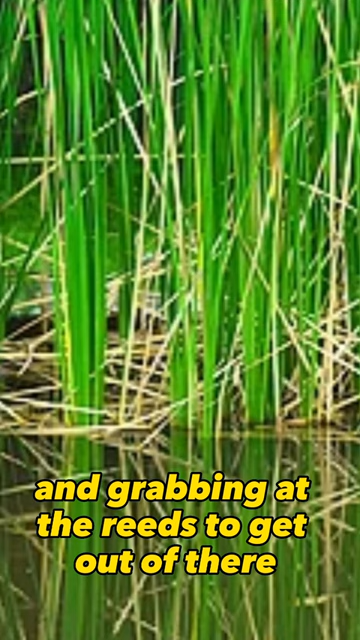 and grabbing at
the reeds to get
out of there